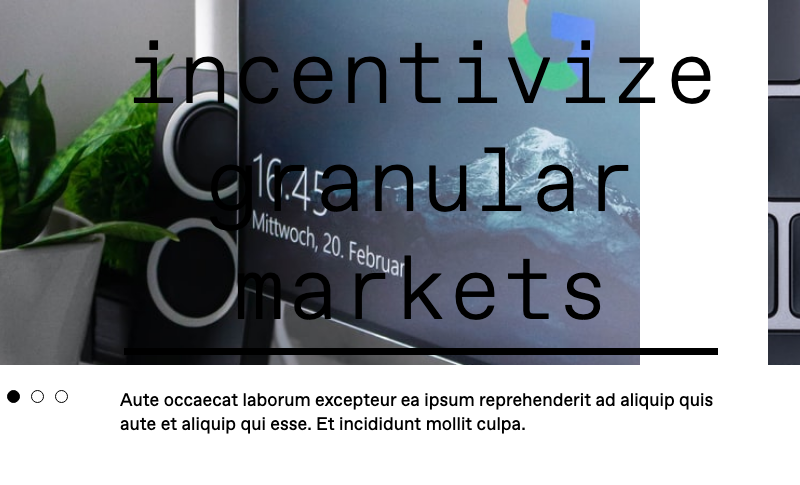 incentivize
granular
markets
16:45
Mittwoch, 20. Februar
Aute occaecat laborum excepteur ea ipsum reprehenderit ad aliquip quis
aute et aliquip qui esse. Et incididunt mollit culpa.